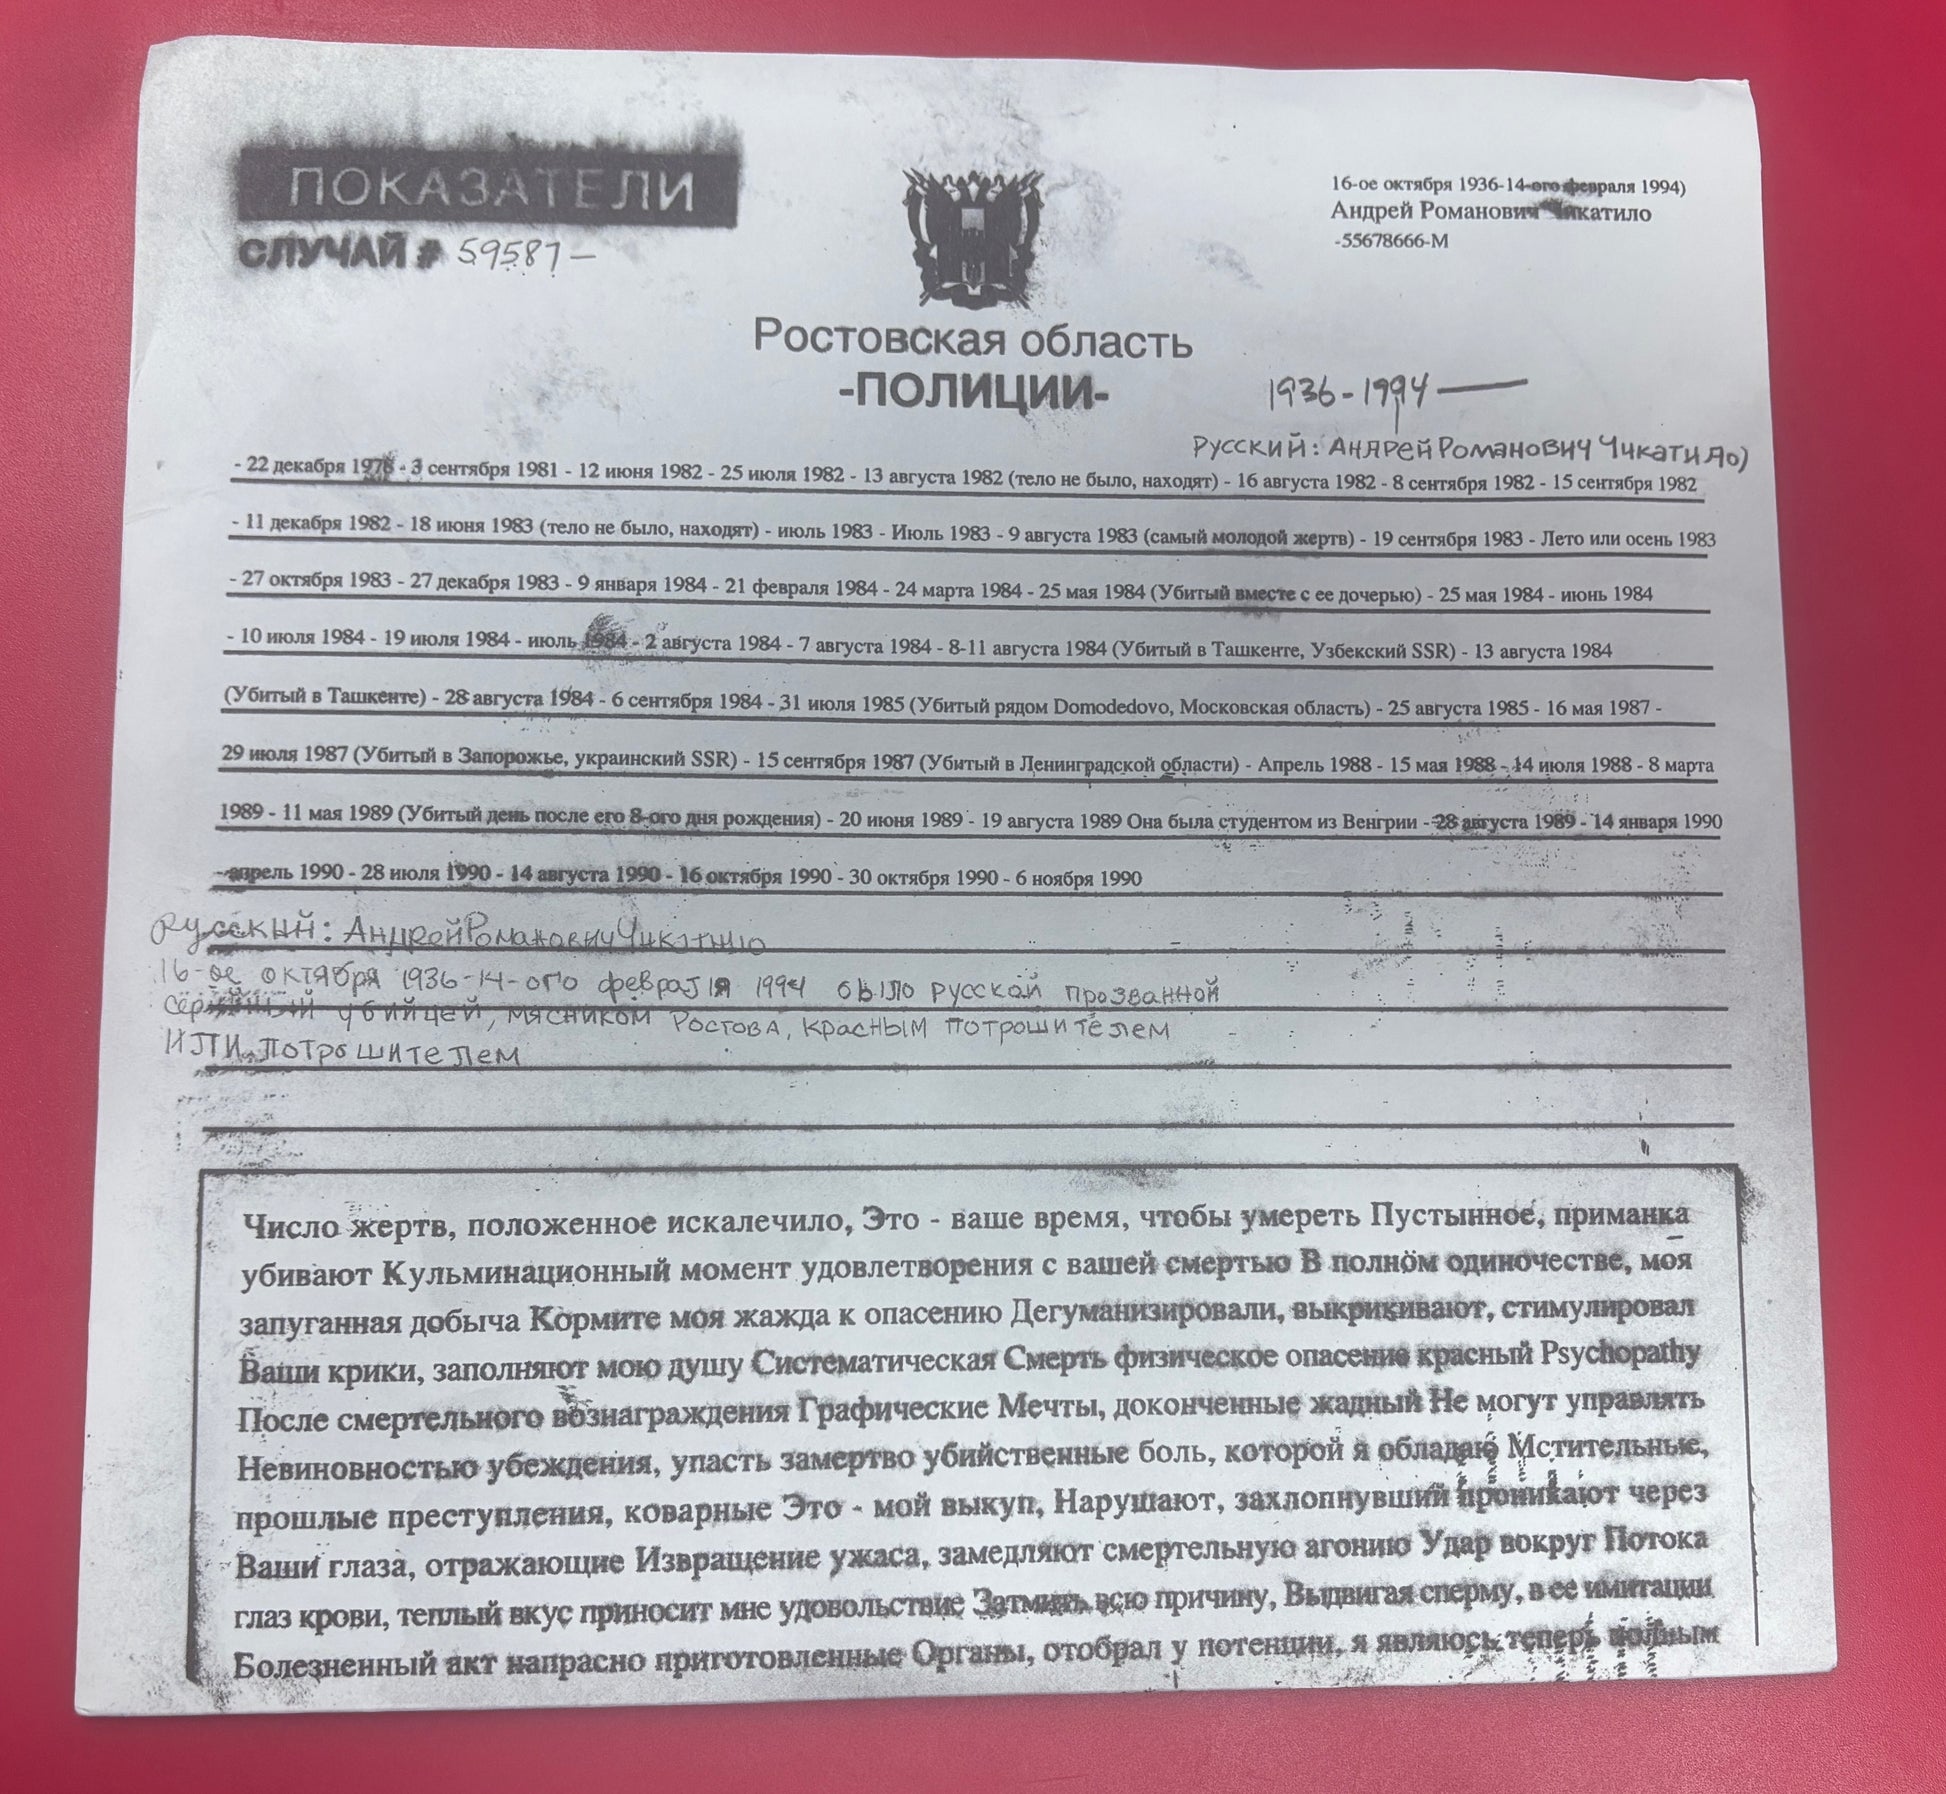 ПОКАЗАТЕЛИ
СЛУЧАЙ # 59587-
16-ое октября 1936-14-ого февраля 1994)
Андрей Романович Чикатило
-55678666-М
Ростовская область
-ПОЛИЦИИ-
1936-1994
Русский: Андрей Романович Чикатило)
- 22 декабря 1978 - 3 сентября 1981 - 12 июня 1982 - 25 июля 1982 - 13 августа 1982 (тело не было, находят) - 16 августа 1982 - 8 сентября 1982 - 15 сентября 1982
- 11 декабря 1982 - 18 июня 1983 (тело не было, находят) - июль 1983 - Июль 1983 - 9 августа 1983 (самый молодой жертв) - 19 сентября 1983 - Лето или осень 1983
- 27 октября 1983 - 27 декабря 1983 - 9 января 1984 - 21 февраля 1984 - 24 марта 1984 - 25 мая 1984 (Убитый вместе с ее дочерью) - 25 мая 1984 - июнь 1984
- 10 июля 1984 - 19 июля 1984 - июль 1984 - 2 августа 1984 - 7 августа 1984 - 8-11 августа 1984 (Убитый в Ташкенте, Узбекский SSR) - 13 августа 1984
(Убитый в Ташкенте) - 28 августа 1984 - 6 сентября 1984 - 31 июля 1985 (Убитый рядом Domodedovo, Московская область) - 25 августа 1985 - 16 мая 1987 -
29 июля 1987 (Убитый в Запорожье, украинский SSR) - 15 сентября 1987 (Убитый в Ленинградской области) - Апрель 1988 - 15 мая 1988 - 14 июля 1988 - 8 марта
1989 - 11 мая 1989 (Убитый день после его 8-ого дня рождения) - 20 июня 1989 - 19 августа 1989 Она была студентом из Венгрии - 28 августа 1989 - 14 января 1990
- апрель 1990 - 28 июля 1990 - 14 августа 1990 - 16 октября 1990 - 30 октября 1990 - 6 ноября 1990
Русский: Андрей Романович Чикатило
16-ое октября 1936-14-ого февраля 1994 было русской прозванной
серийный убийцей, мясником Ростова, красным потрошителем
или потрошителем
Число жертв, положенное искалечило, Это - ваше время, чтобы умереть Пустынное, приманка
убивают Кульминационный момент удовлетворения с вашей смертью В полном одиночестве, моя
запуганная добыча Кормите моя жажда к опасению Дегуманизировали, выкрикивают, стимулировал
Ваши крики, заполняют мою душу Систематическая Смерть физическое опасение красный Psychopathy
После смертельного вознаграждения Графические Мечты, доконченные жадный Не могут управлять
Невиновностью убеждения, упасть замертво убийственные боль, которой я обладаю Мстительные,
прошлые преступления, коварные Это - мой выкуп, Нарушают, захлопнувший проникают через
Ваши глаза, отражающие Извращение ужаса, замедляют смертельную агонию Удар вокруг Потока
глаз крови, теплый вкус приносит мне удовольствие Затмить всю причину, Выдвигая сперму, в ее имитации
Болезненный акт напрасно приготовленные Органы, отобрал у потенции, я являюсь теперь полным